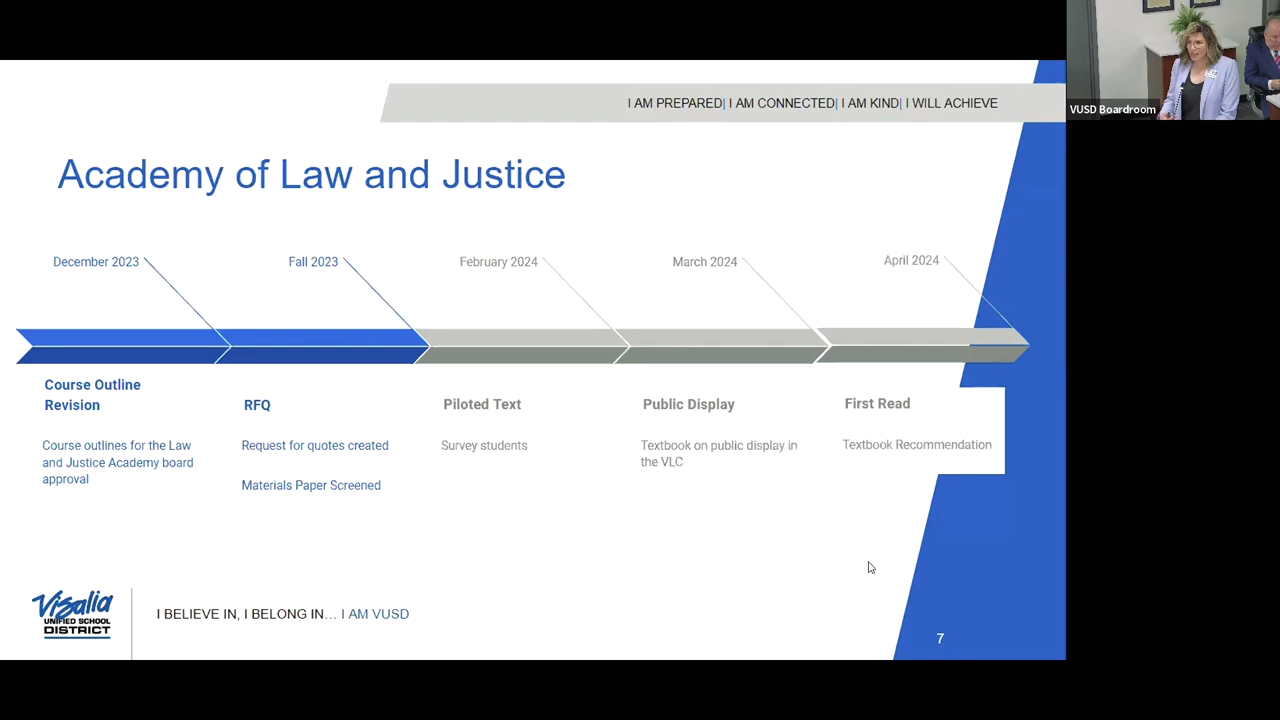 I AM PREPARED| I AM CONNECTED| I AM KIND| I WILL ACHIEVE
VUSD Boardroom
Academy of Law and Justice
December 2023
Fall 2023
February 2024
March 2024
April 2024
Course Outline
Revision
Course outlines for the Law
and Justice Academy board
approval
RFQ
Request for quotes created
Materials Paper Screened
Piloted Text
Survey students
Public Display
Textbook on public display in
the VLC
First Read
Textbook Recommendation
Visalia
UNIFIED SCHOOL
DISTRICT
I BELIEVE IN, I BELONG IN... I AM VUSD
7